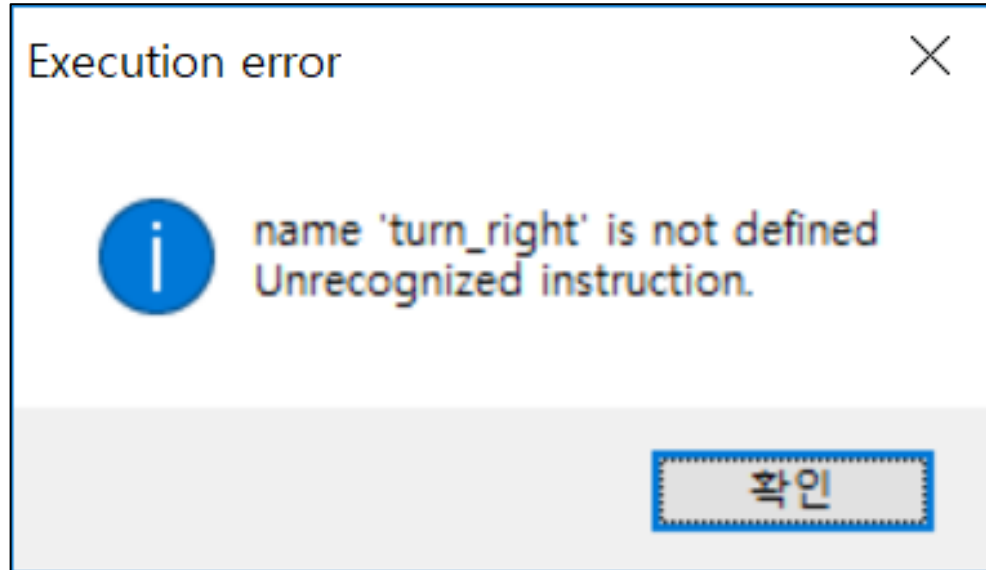 Execution error
name 'turn_right' is not defined
Unrecognized instruction.
확인